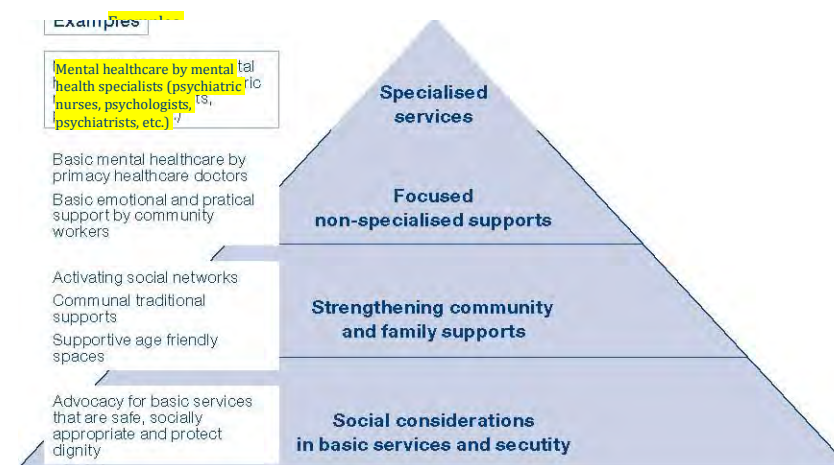 Examples
Mental healthcare by mental
health specialists (psychiatric
nurses, psychologists,
psychiatrists, etc.)
Specialised
services
Basic mental healthcare by
primacy healthcare doctors
Basic emotional and pratical
support by community
workers
Focused
non-specialised supports
Activating social networks
Communal traditional
supports
Supportive age friendly
spaces
Strengthening community
and family supports
Advocacy for basic services
that are safe, socially
appropriate and protect
dignity
Social considerations
in basic services and secutity